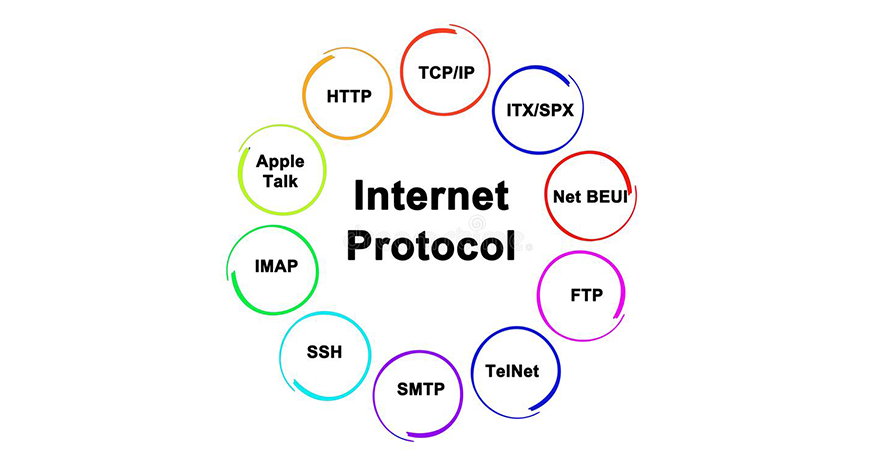 Internet
Protocol
TCP/IP
ITX/SPX
Net BEUI
FTP
TelNet
SMTP
SSH
IMAP
Apple
Talk
HTTP